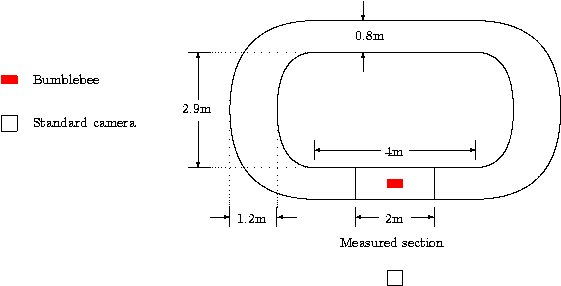 0.8m
Bumblebee
2.9m
Standard camera
4m
1.2m
2m
Measured section